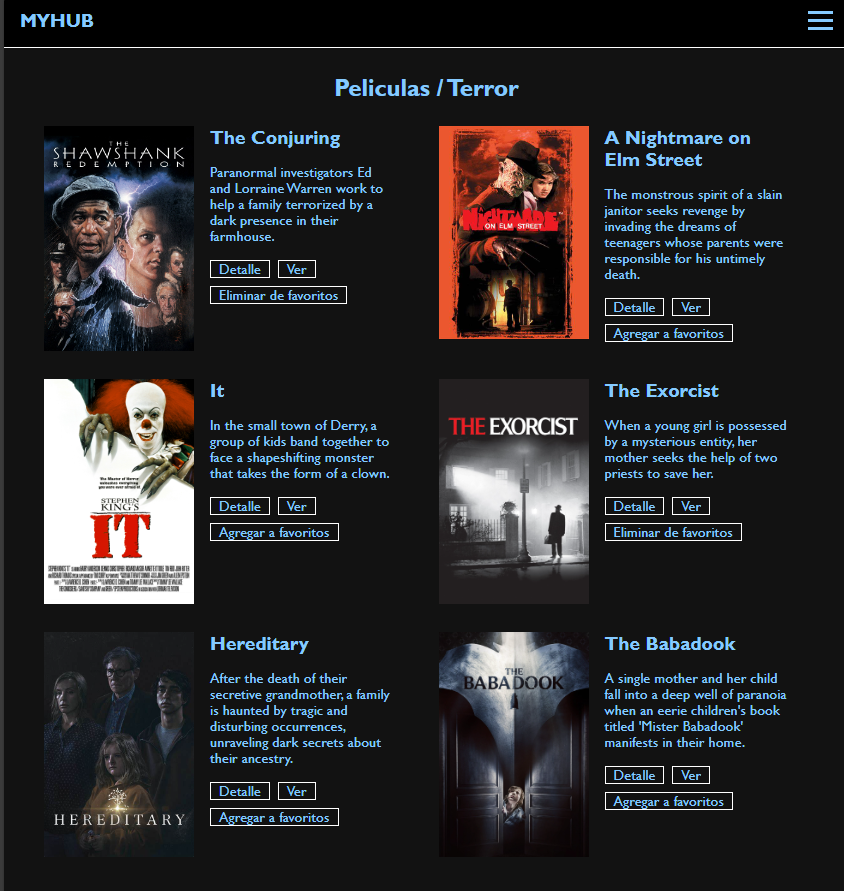 MYHUB
Peliculas / Terror
THE
SHAWSHANK
REDEMPTION
The Conjuring
Paranormal investigators Ed
and Lorraine Warren work to
help a family terrorized by a
dark presence in their
farmhouse.
Detalle
Ver
Eliminar de favoritos
NIGHTMARE
ON ELM STREET
A Nightmare on
Elm Street
The monstrous spirit of a slain
janitor seeks revenge by
invading the dreams of
teenagers whose parents were
responsible for his untimely
death.
Detalle
Ver
Agregar a favoritos
The Master of Horror
STEPHEN
KING'S
IT
It
In the small town of Derry, a
group of kids band together to
face a shapeshifting monster
that takes the form of a clown.
Detalle
Ver
Agregar a favoritos
THE EXORCIST
The Exorcist
When a young girl is possessed
by a mysterious entity, her
mother seeks the help of two
priests to save her.
Detalle
Ver
Eliminar de favoritos
HEREDITARY
Hereditary
After the death of their
secretive grandmother, a family
is haunted by tragic and
disturbing occurrences,
unraveling dark secrets about
their ancestry.
Detalle
Ver
Agregar a favoritos
THE
BABADOOK
The Babadook
A single mother and her child
fall into a deep well of paranoia
when an eerie children's book
titled 'Mister Babadook'
manifests in their home.
Detalle
Ver
Agregar a favoritos